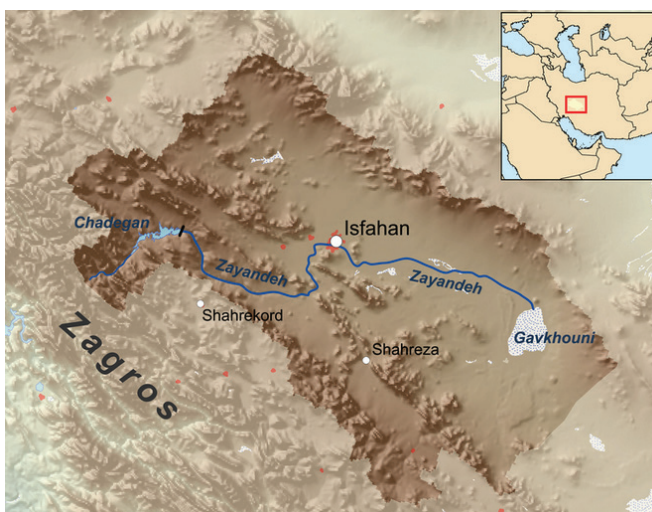 Chadegan
Isfahan
Zayandeh
Zayandeh
Shahrekord
Gavkhouni
Shahreza
Zagros